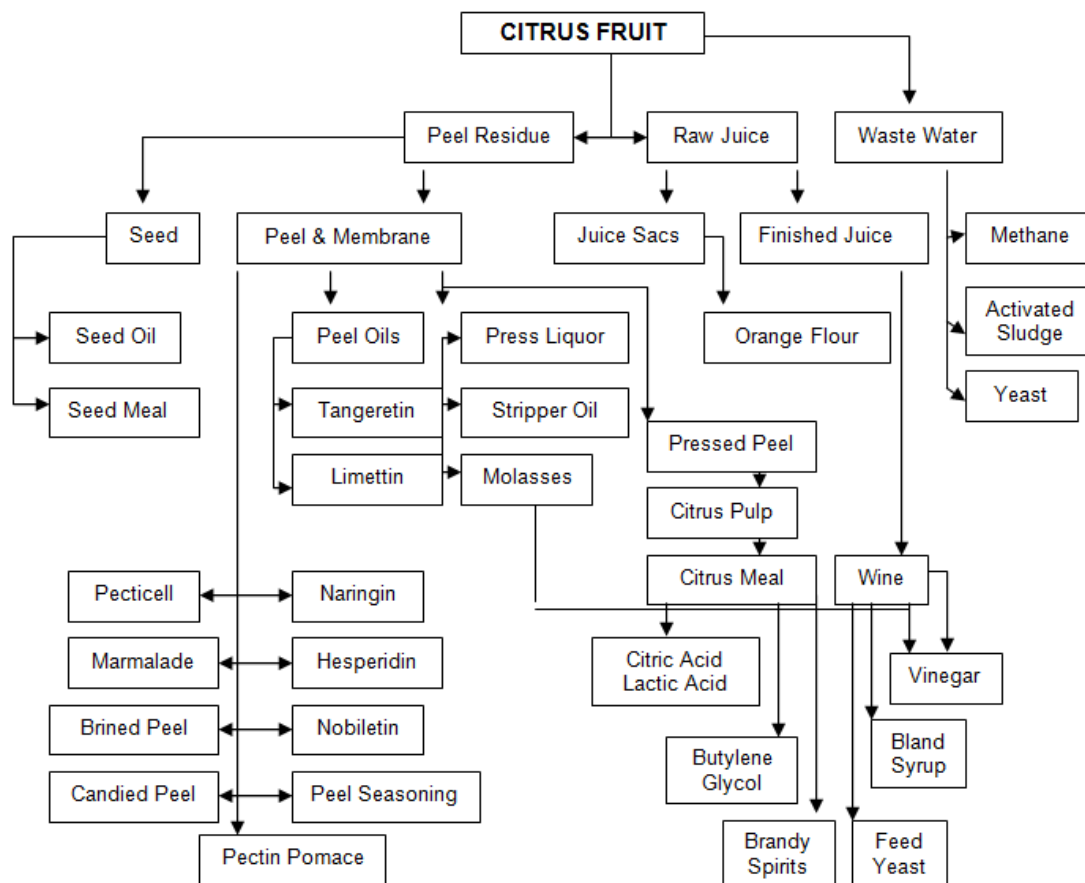 CITRUS FRUIT
Peel Residue
Raw Juice
Waste Water
Seed
Peel & Membrane
Juice Sacs
Finished Juice
Methane
Seed Oil
Peel Oils
Press Liquor
Orange Flour
Activated
Sludge
Seed Meal
Tangeretin
Stripper Oil
Yeast
Pressed Peel
Limettin
Molasses
Citrus Pulp
Pecticell
Naringin
Citrus Meal
Wine
Marmalade
Hesperidin
Citric Acid
Lactic Acid
Vinegar
Brined Peel
Nobiletin
Butylene
Glycol
Bland
Syrup
Candied Peel
Peel Seasoning
Pectin Pomace
Brandy
Spirits
Feed
Yeast